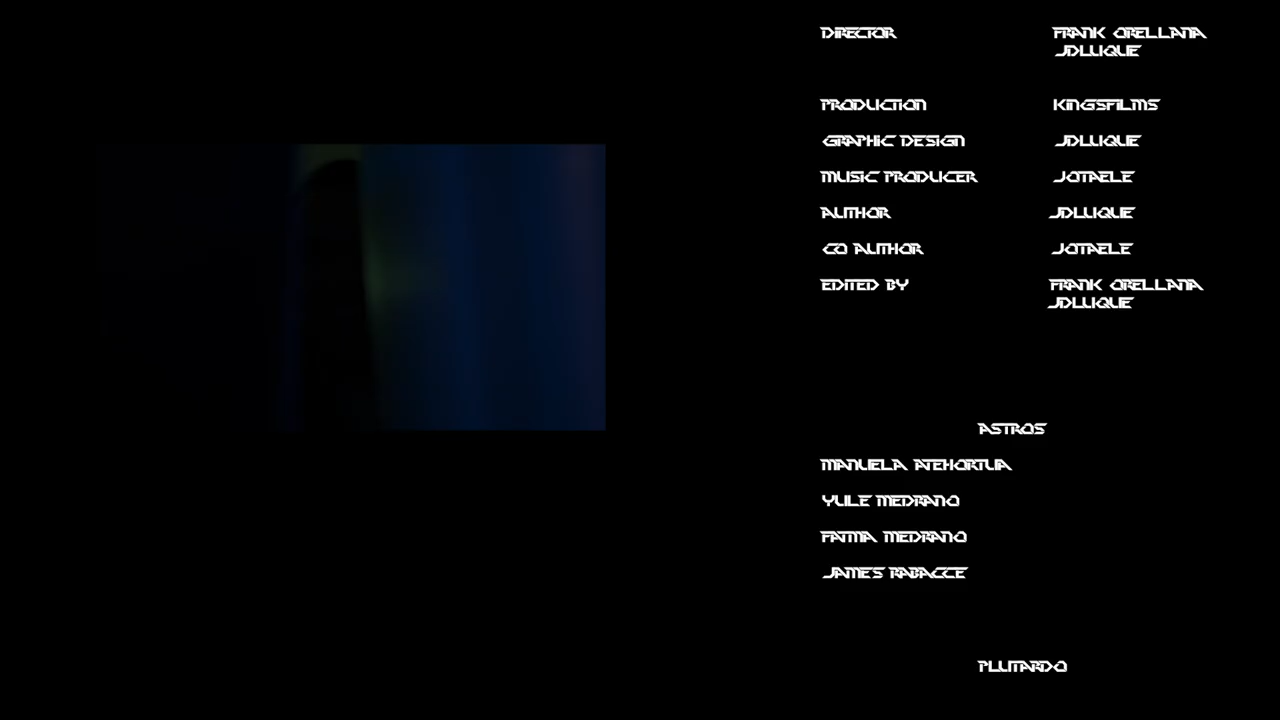 DIRECTOR FRANK ORELLANA
JDLUQUE
PRODUCTION KINGSFILMS
GRAPHIC DESIGN JDLUQUE
MUSIC PRODUCER JOTAELE
AUTHOR JDLUQUE
CO AUTHOR JOTAELE
EDITED BY FRANK ORELLANA
JDLUQUE
ASTROS
MANUELA ATEHORTUA
YULE MEDRANO
FATMA MEDRANO
JAMES RABACCE
PLUTARDO